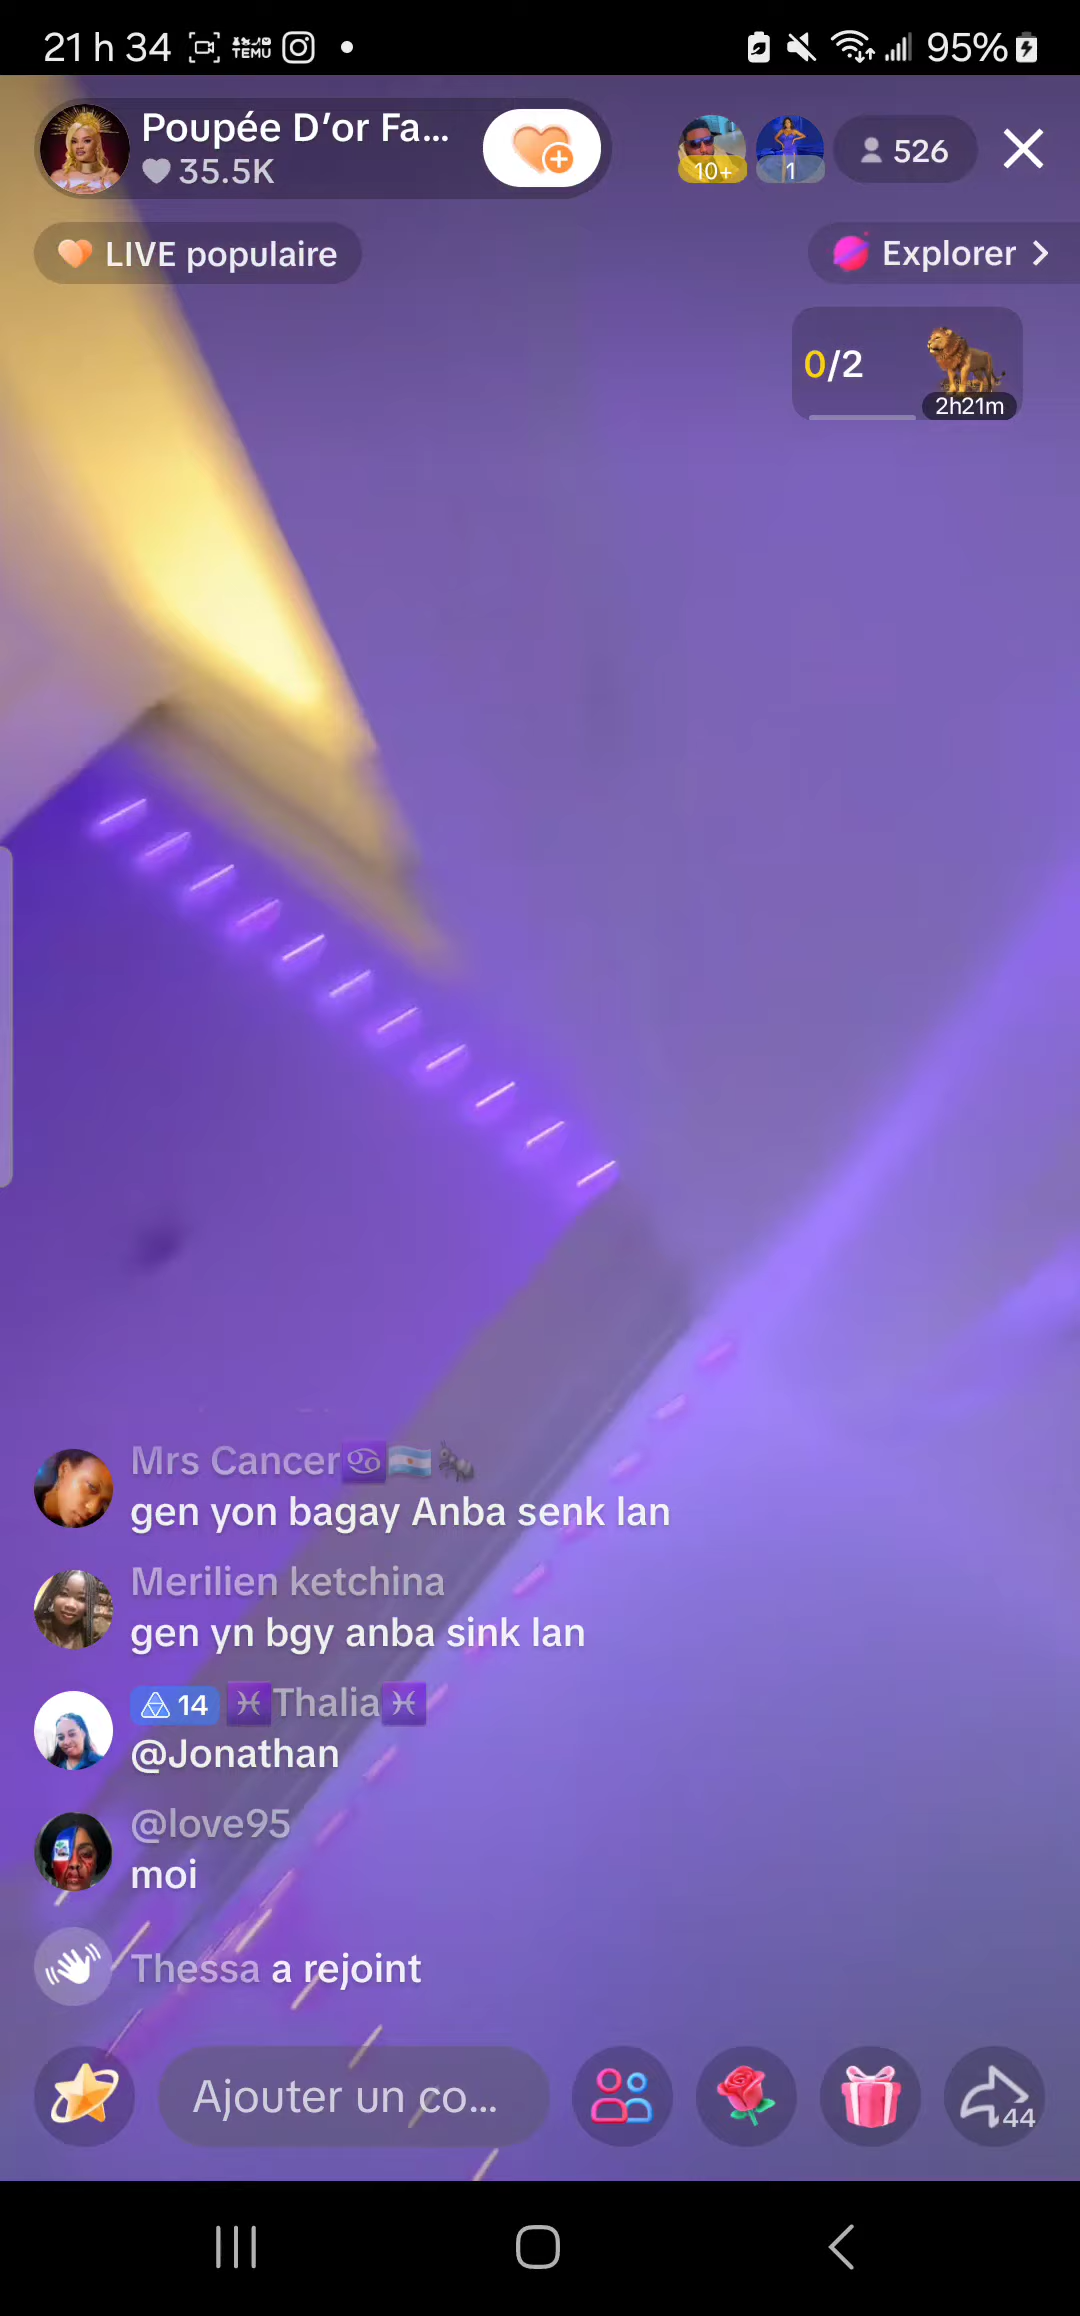 21 h 34 TEMU 95%
Poupée D’or Fa...
35.5K
10+ 1 526
LIVE populaire
Explorer
0/2
2h21m
Mrs Cancer♋🇦🇷🐜
gen yon bagay Anba senk lan
Merilien ketchina
gen yn bgy anba sink lan
14 ♓Thalia♓
@Jonathan
@love95
moi
Thessa a rejoint
Ajouter un co...
44